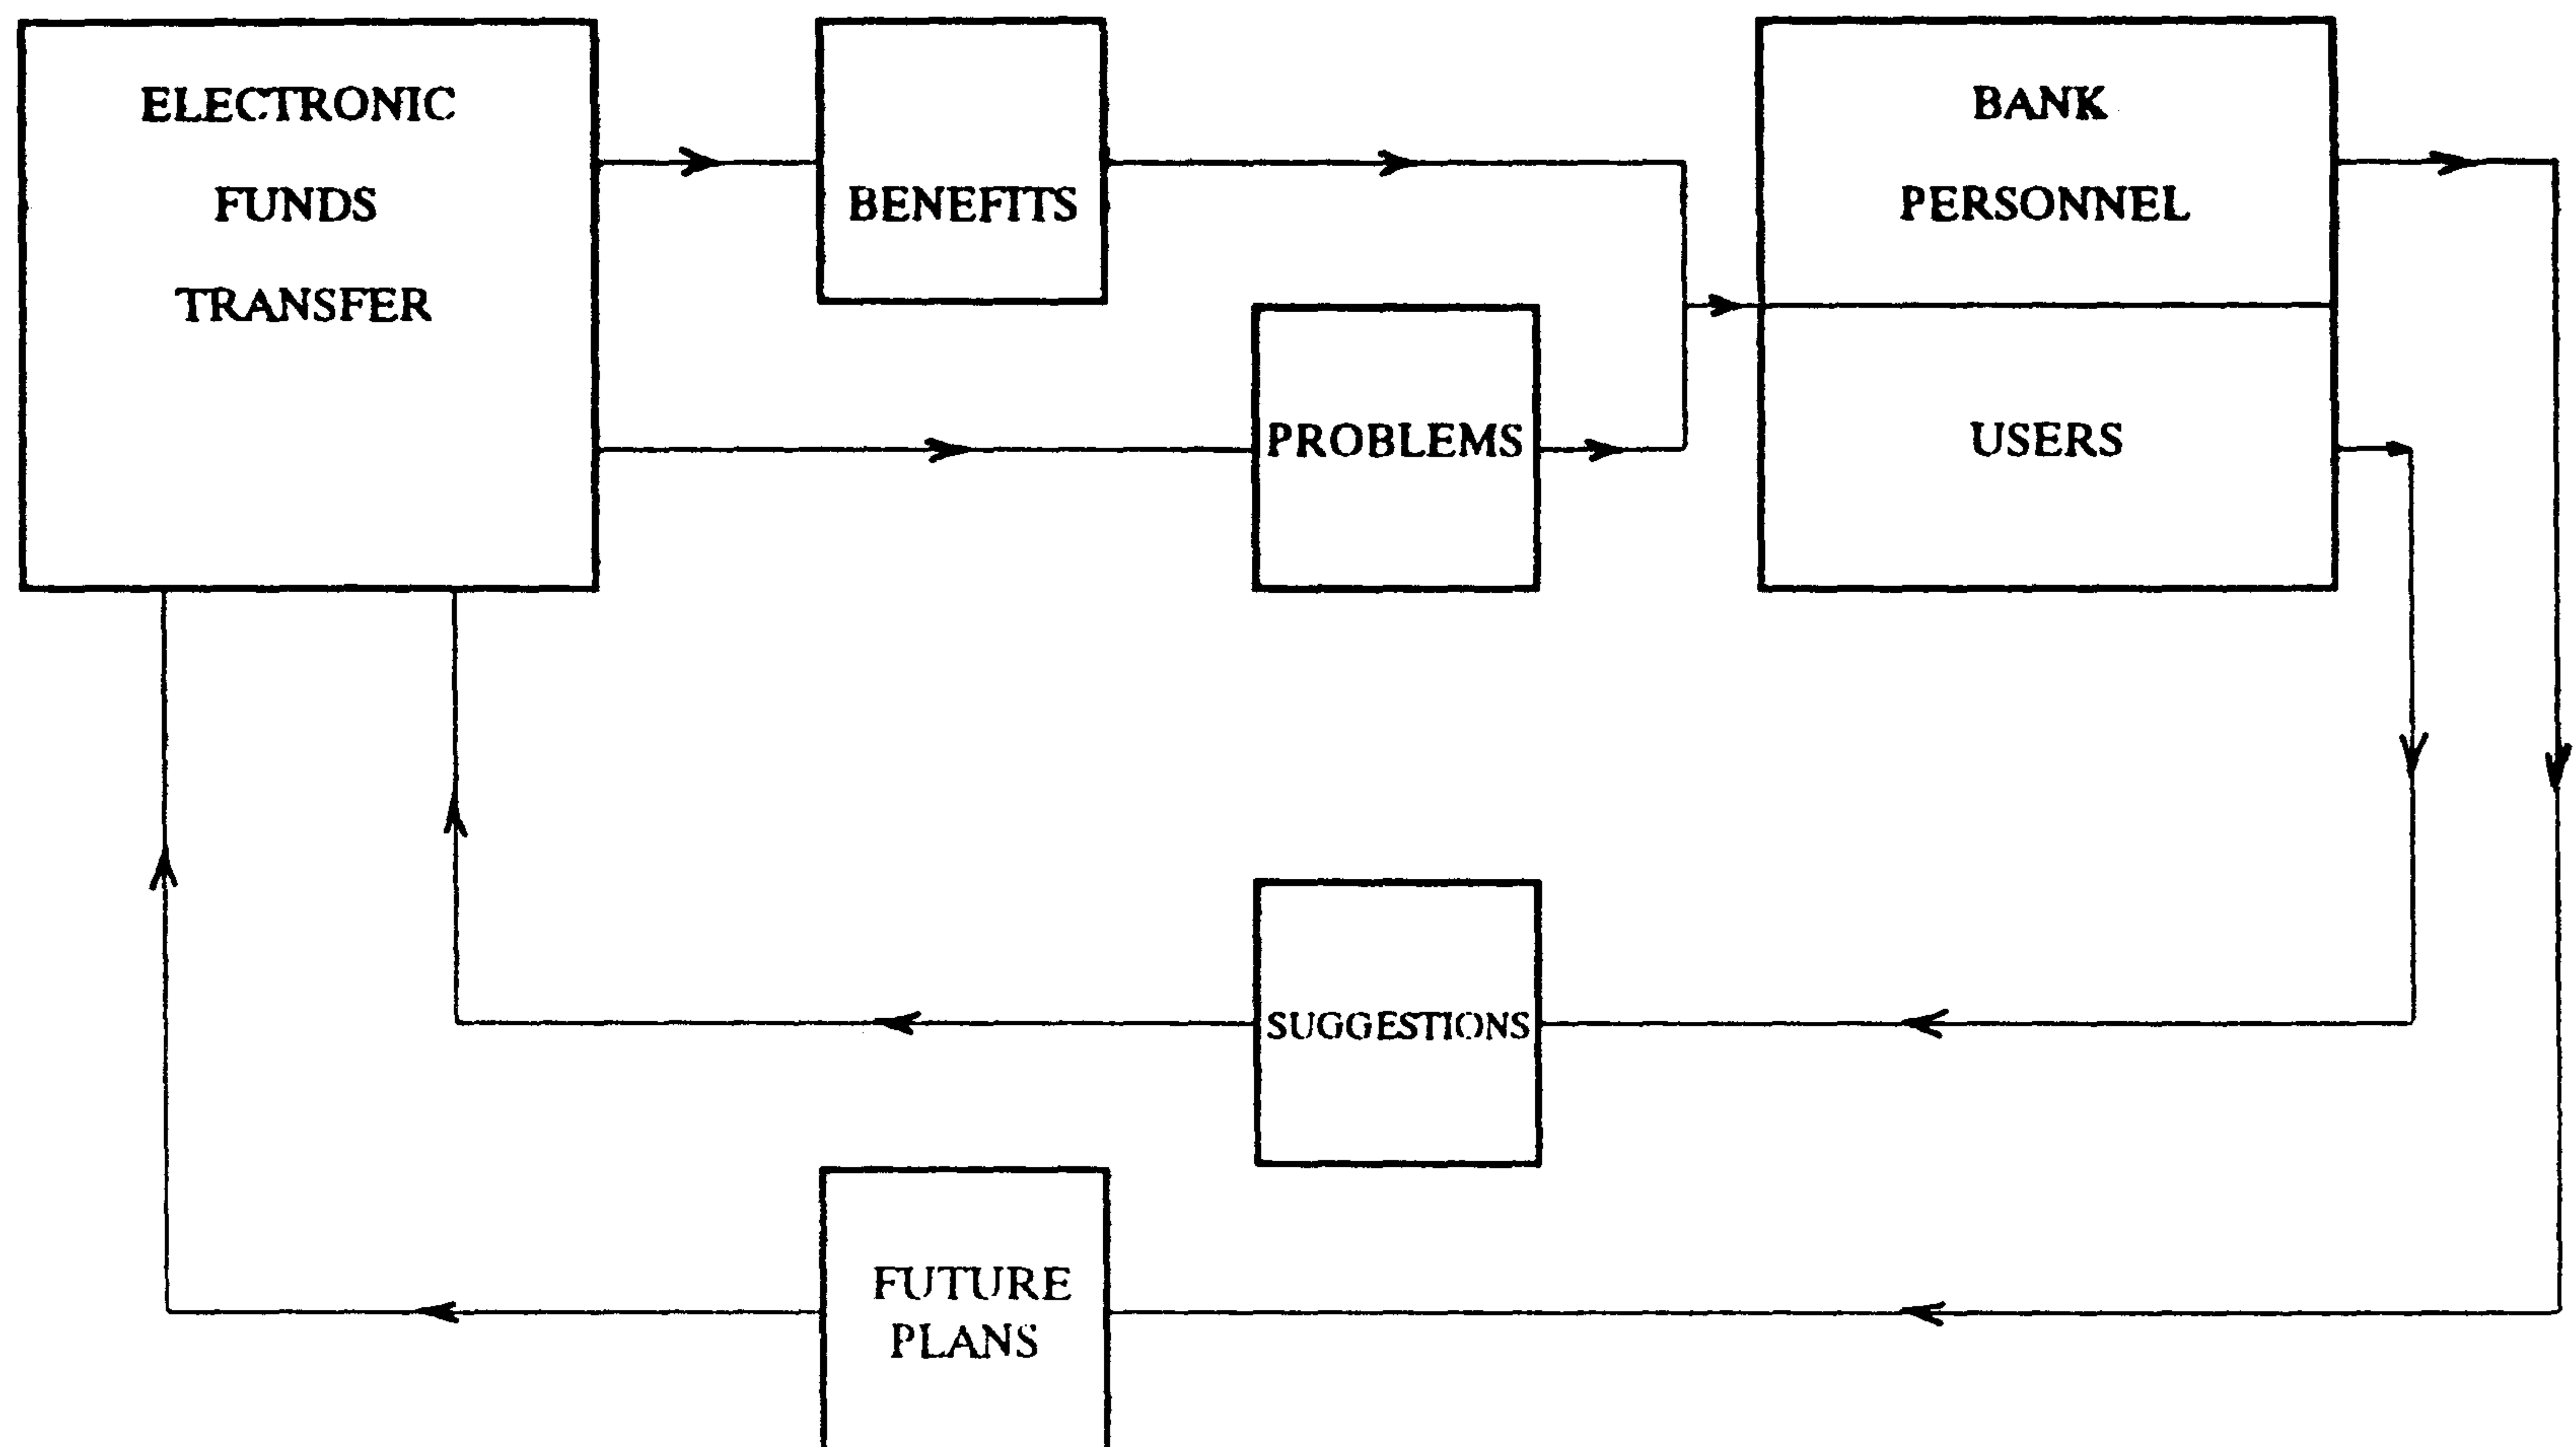 ELECTRONIC
FUNDS
TRANSFER
BENEFITS
PROBLEMS
BANK
PERSONNEL
USERS
SUGGESTIONS
FUTURE
PLANS